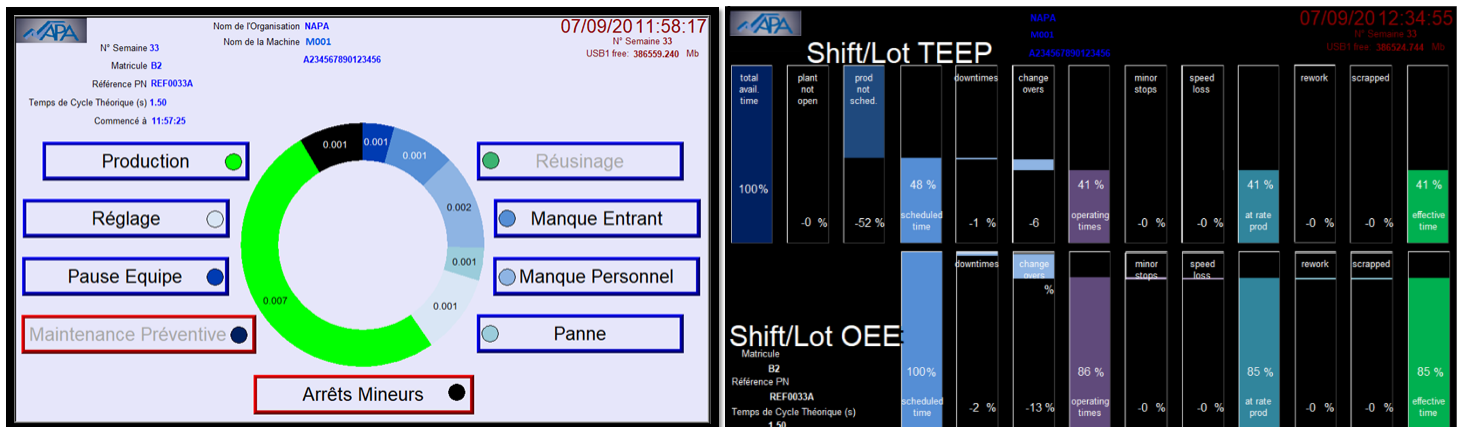 NAPA
Nom de l'Organisation NAPA
07/09/2011:58:17
Nom de la Machine M001
N° Semaine 33
N° Semaine 33
USB1 free: 386559.240 Mb
A234567890123456
Matricule B2
Référence PN REF0033A
Temps de Cycle Théorique (s) 1.50
Commencé à 11:57:25
0.001
0.001
0.001
Production
Réusinage
0.002
Réglage
Manque Entrant
0.001
Pause Equipe
Manque Personnel
0.007
0.001
Maintenance Préventive
Panne
Arrêts Mineurs
NAPA
NAPA
07/09/2012:34:55
M001
N° Semaine 33
Shift/Lot TEEP
A234567890123456
USB1 free: 386524.744 Mb
total avail. time
plant not open
prod not sched.
downtimes
change overs
minor stops
speed loss
rework
scrapped
100%
48 %
41 %
41 %
41 %
-0 %
-52 %
scheduled time
-1 %
-6
operating times
-0 %
-0 %
at rate prod
-0 %
-0 %
effective time
downtimes
change overs
minor stops
speed loss
rework
scrapped
%
Shift/Lot OEE:
Matricule
B2
Référence PN
REF0033A
Temps de Cycle Théorique (s)
1.50
100%
86 %
85 %
85 %
scheduled time
-2 %
-13 %
operating times
-0 %
-0 %
at rate prod
-0 %
-0 %
effective time